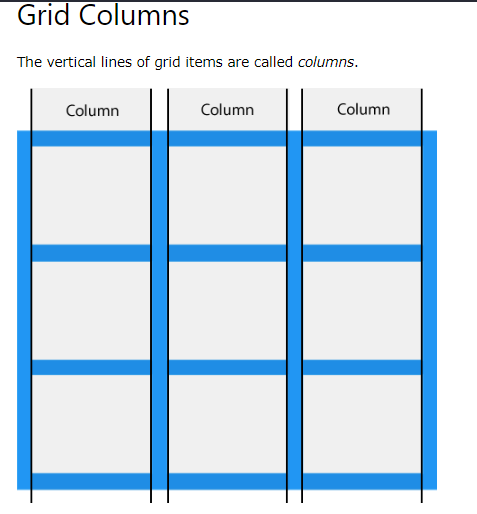 Grid Columns
The vertical lines of grid items are called columns.
Column Column Column